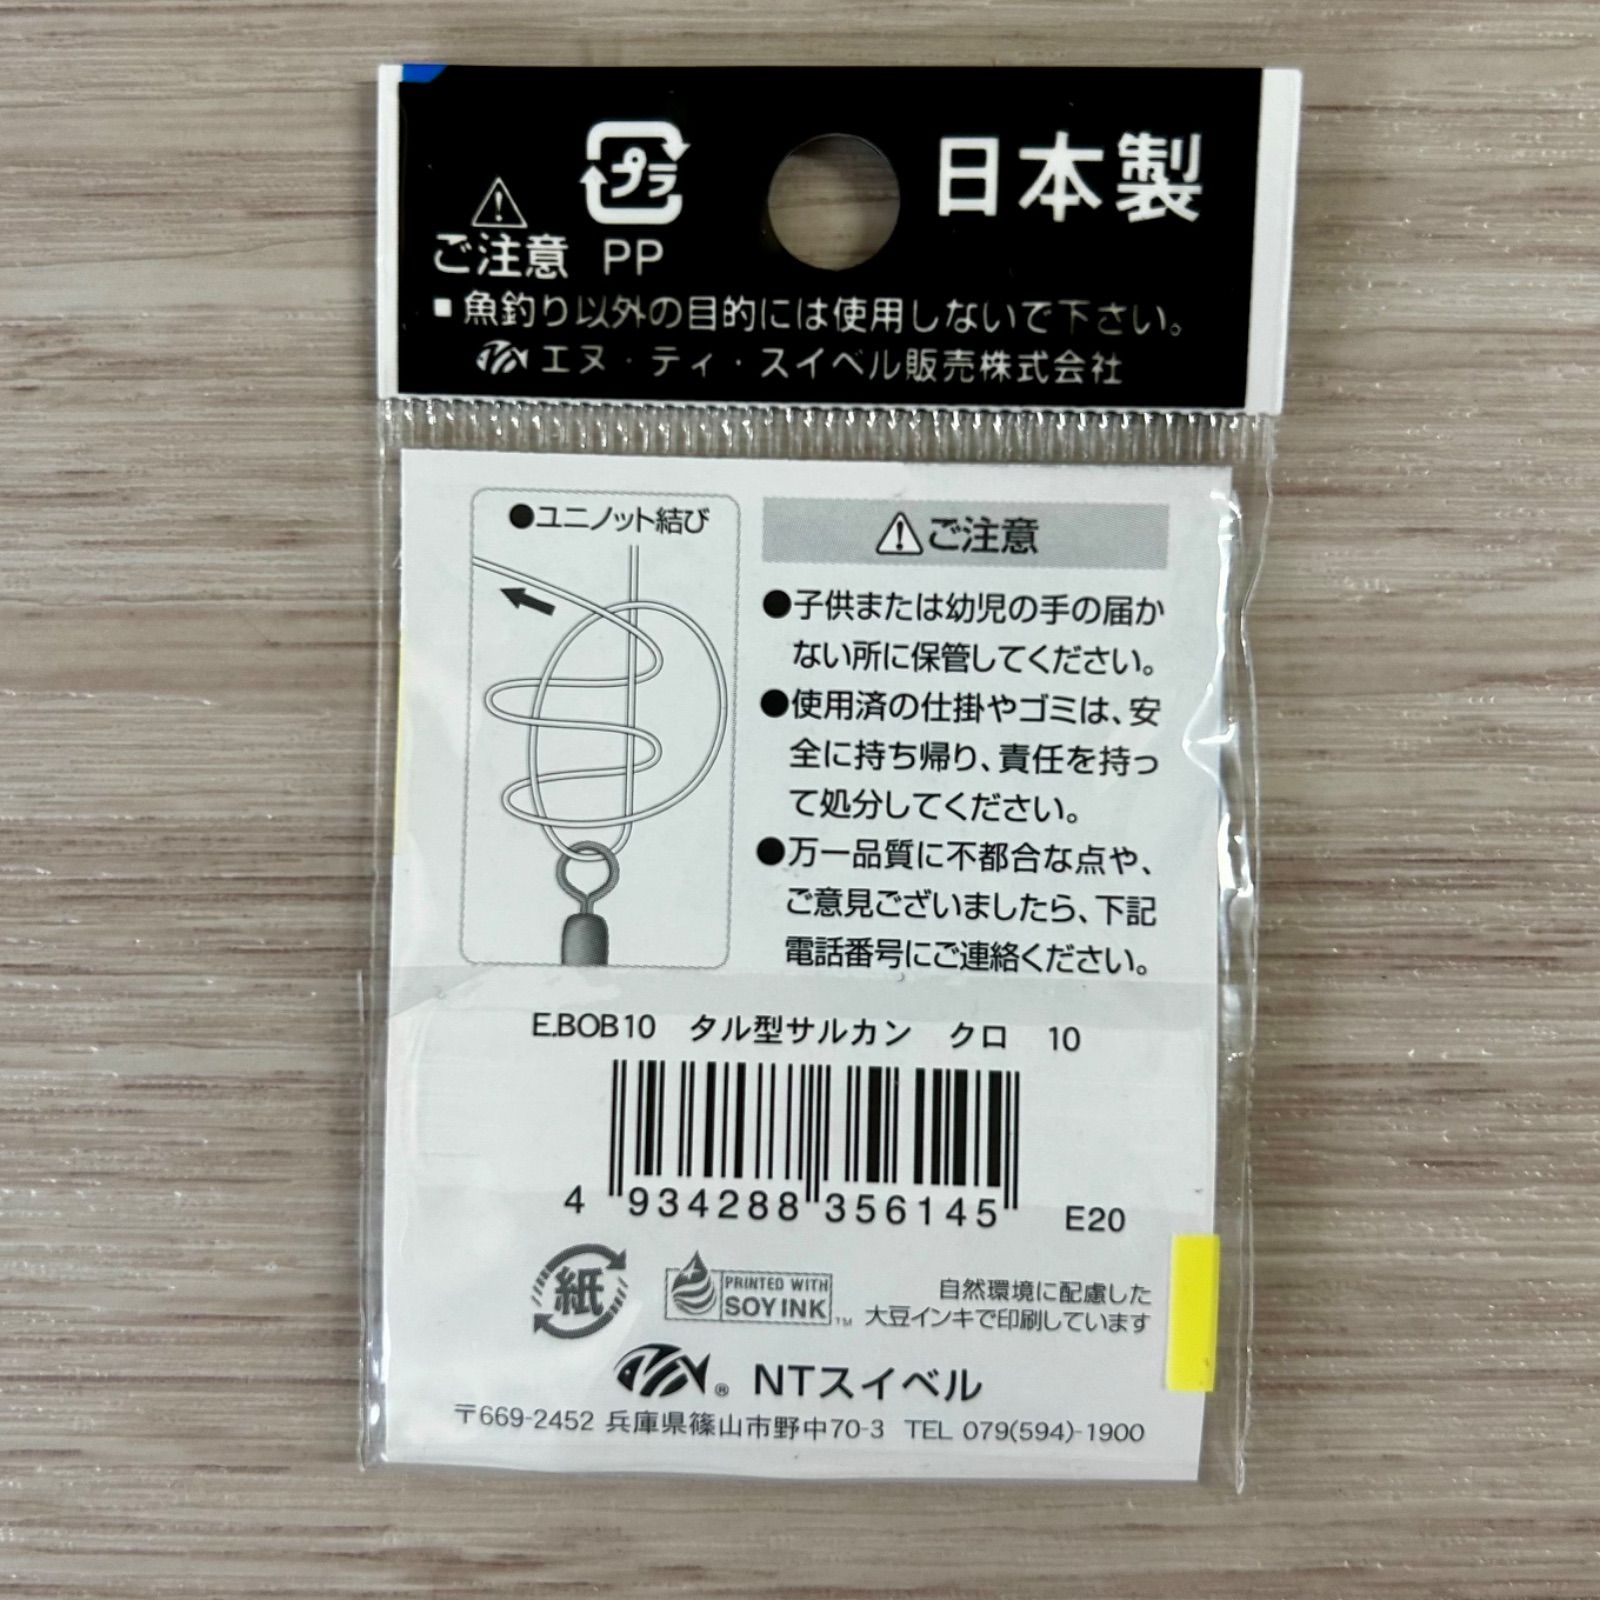 日本製
プラ
PP
ご注意
■魚釣り以外の目的には使用しないで下さい。
エヌ・ティ・スイベル販売株式会社
●ユニノット結び
ご注意
●子供または幼児の手の届か
ない所に保管してください。
●使用済の仕掛やゴミは、安
全に持ち帰り、責任を持っ
て処分してください。
●万一品質に不都合な点や、
ご意見ございましたら、下記
電話番号にご連絡ください。
E.BOB10 タル型サルカン クロ 10
4 934288 356145 E20
紙
PRINTED WITH
SOY INK ™
自然環境に配慮した
大豆インキで印刷しています
® NTスイベル
〒669-2452 兵庫県篠山市野中70-3 TEL 079(594)-1900